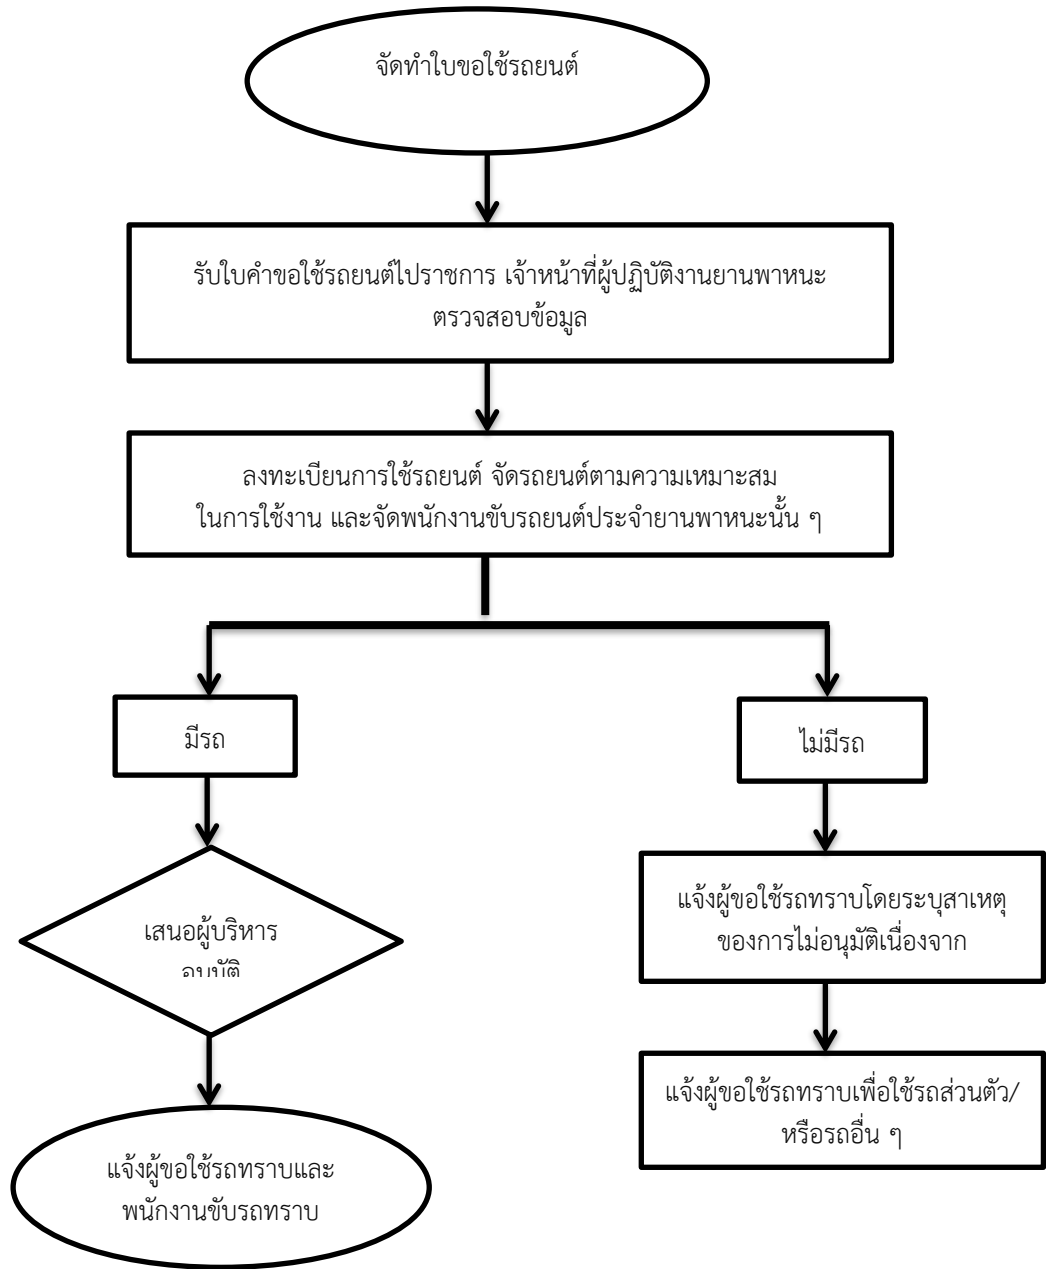 จัดทำใบขอใช้รถยนต์
รับใบคำขอใช้รถยนต์ไปราชการ เจ้าหน้าที่ผู้ปฏิบัติงานยานพาหนะ
ตรวจสอบข้อมูล
ลงทะเบียนการใช้รถยนต์ จัดรถยนต์ตามความเหมาะสม
ในการใช้งาน และจัดพนักงานขับรถยนต์ประจำยานพาหนะนั้น ๆ
มีรถ
ไม่มีรถ
เสนอผู้บริหาร
แจ้งผู้ขอใช้รถทราบและ
พนักงานขับรถทราบ
แจ้งผู้ขอใช้รถทราบโดยระบุสาเหตุ
ของการไม่อนุมัติเนื่องจาก
แจ้งผู้ขอใช้รถทราบเพื่อใช้รถส่วนตัว/
หรือรถอื่น ๆ